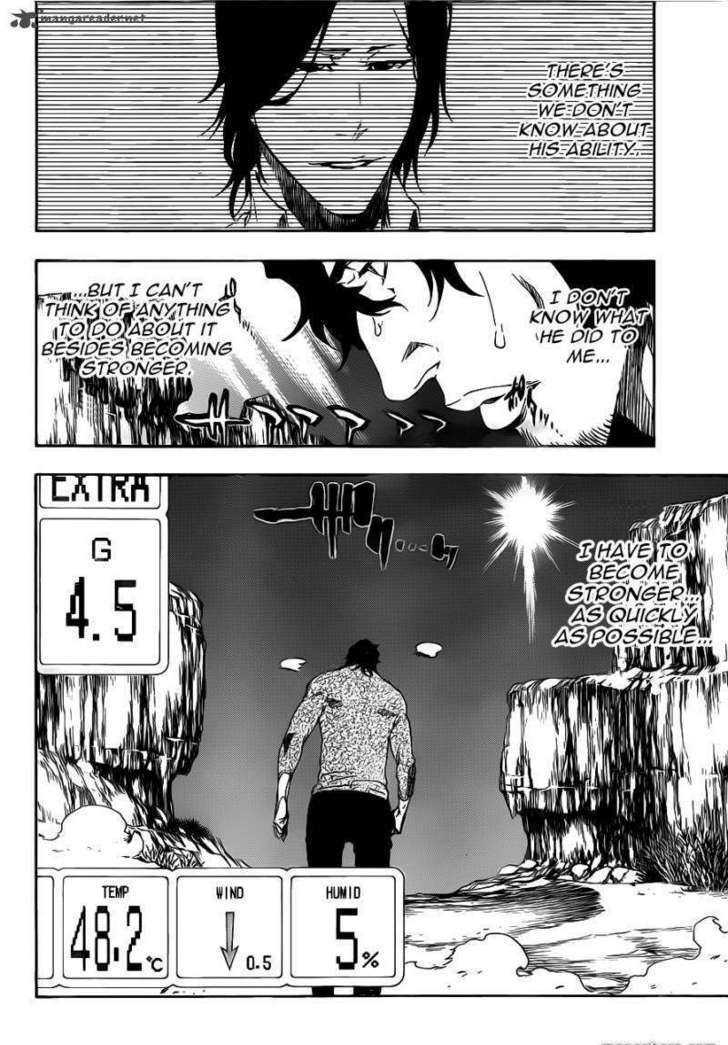 mangareader.net
THERE'S
SOMETHING
WE DON'T
KNOW ABOUT
HIS ABILITY.
I DON'T
KNOW WHAT
HE DID TO
ME...
...BUT I CAN'T
THINK OF ANYTHING
TO DO ABOUT IT
BESIDES BECOMING
STRONGER.
I HAVE TO
BECOME
STRONGER...
AS QUICKLY
AS POSSIBLE...
EXTRA
G
4.5
TEMP
48.2 °C
WIND
0.5
HUMID
5 %